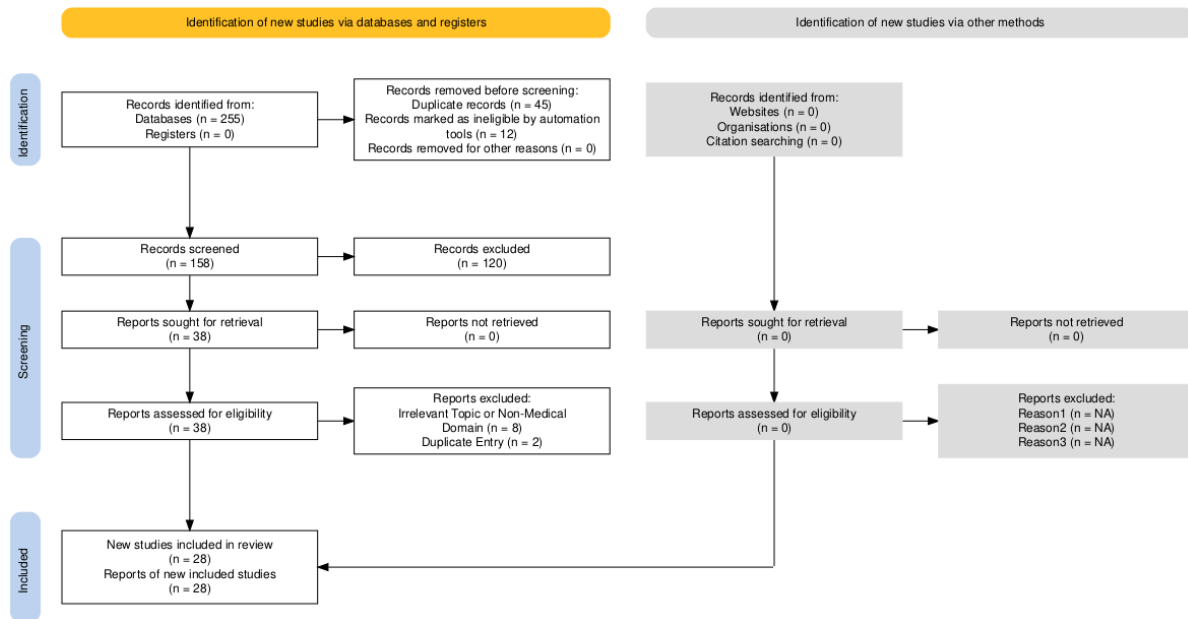 Identification of new studies via databases and registers
Identification of new studies via other methods
Identification
Records identified from:
Databases (n = 255)
Registers (n = 0)
Records removed before screening:
Duplicate records (n = 45)
Records marked as ineligible by automation
tools (n = 12)
Records removed for other reasons (n = 0)
Records identified from:
Websites (n = 0)
Organisations (n = 0)
Citation searching (n = 0)
Screening
Records screened
(n = 158)
Records excluded
(n = 120)
Reports sought for retrieval
(n = 38)
Reports not retrieved
(n = 0)
Reports sought for retrieval
(n = 0)
Reports not retrieved
(n = 0)
Reports assessed for eligibility
(n = 38)
Reports excluded:
Irrelevant Topic or Non-Medical
Domain (n = 8)
Duplicate Entry (n = 2)
Reports assessed for eligibility
(n = 0)
Reports excluded:
Reason1 (n = NA)
Reason2 (n = NA)
Reason3 (n = NA)
Included
New studies included in review
(n = 28)
Reports of new included studies
(n = 28)